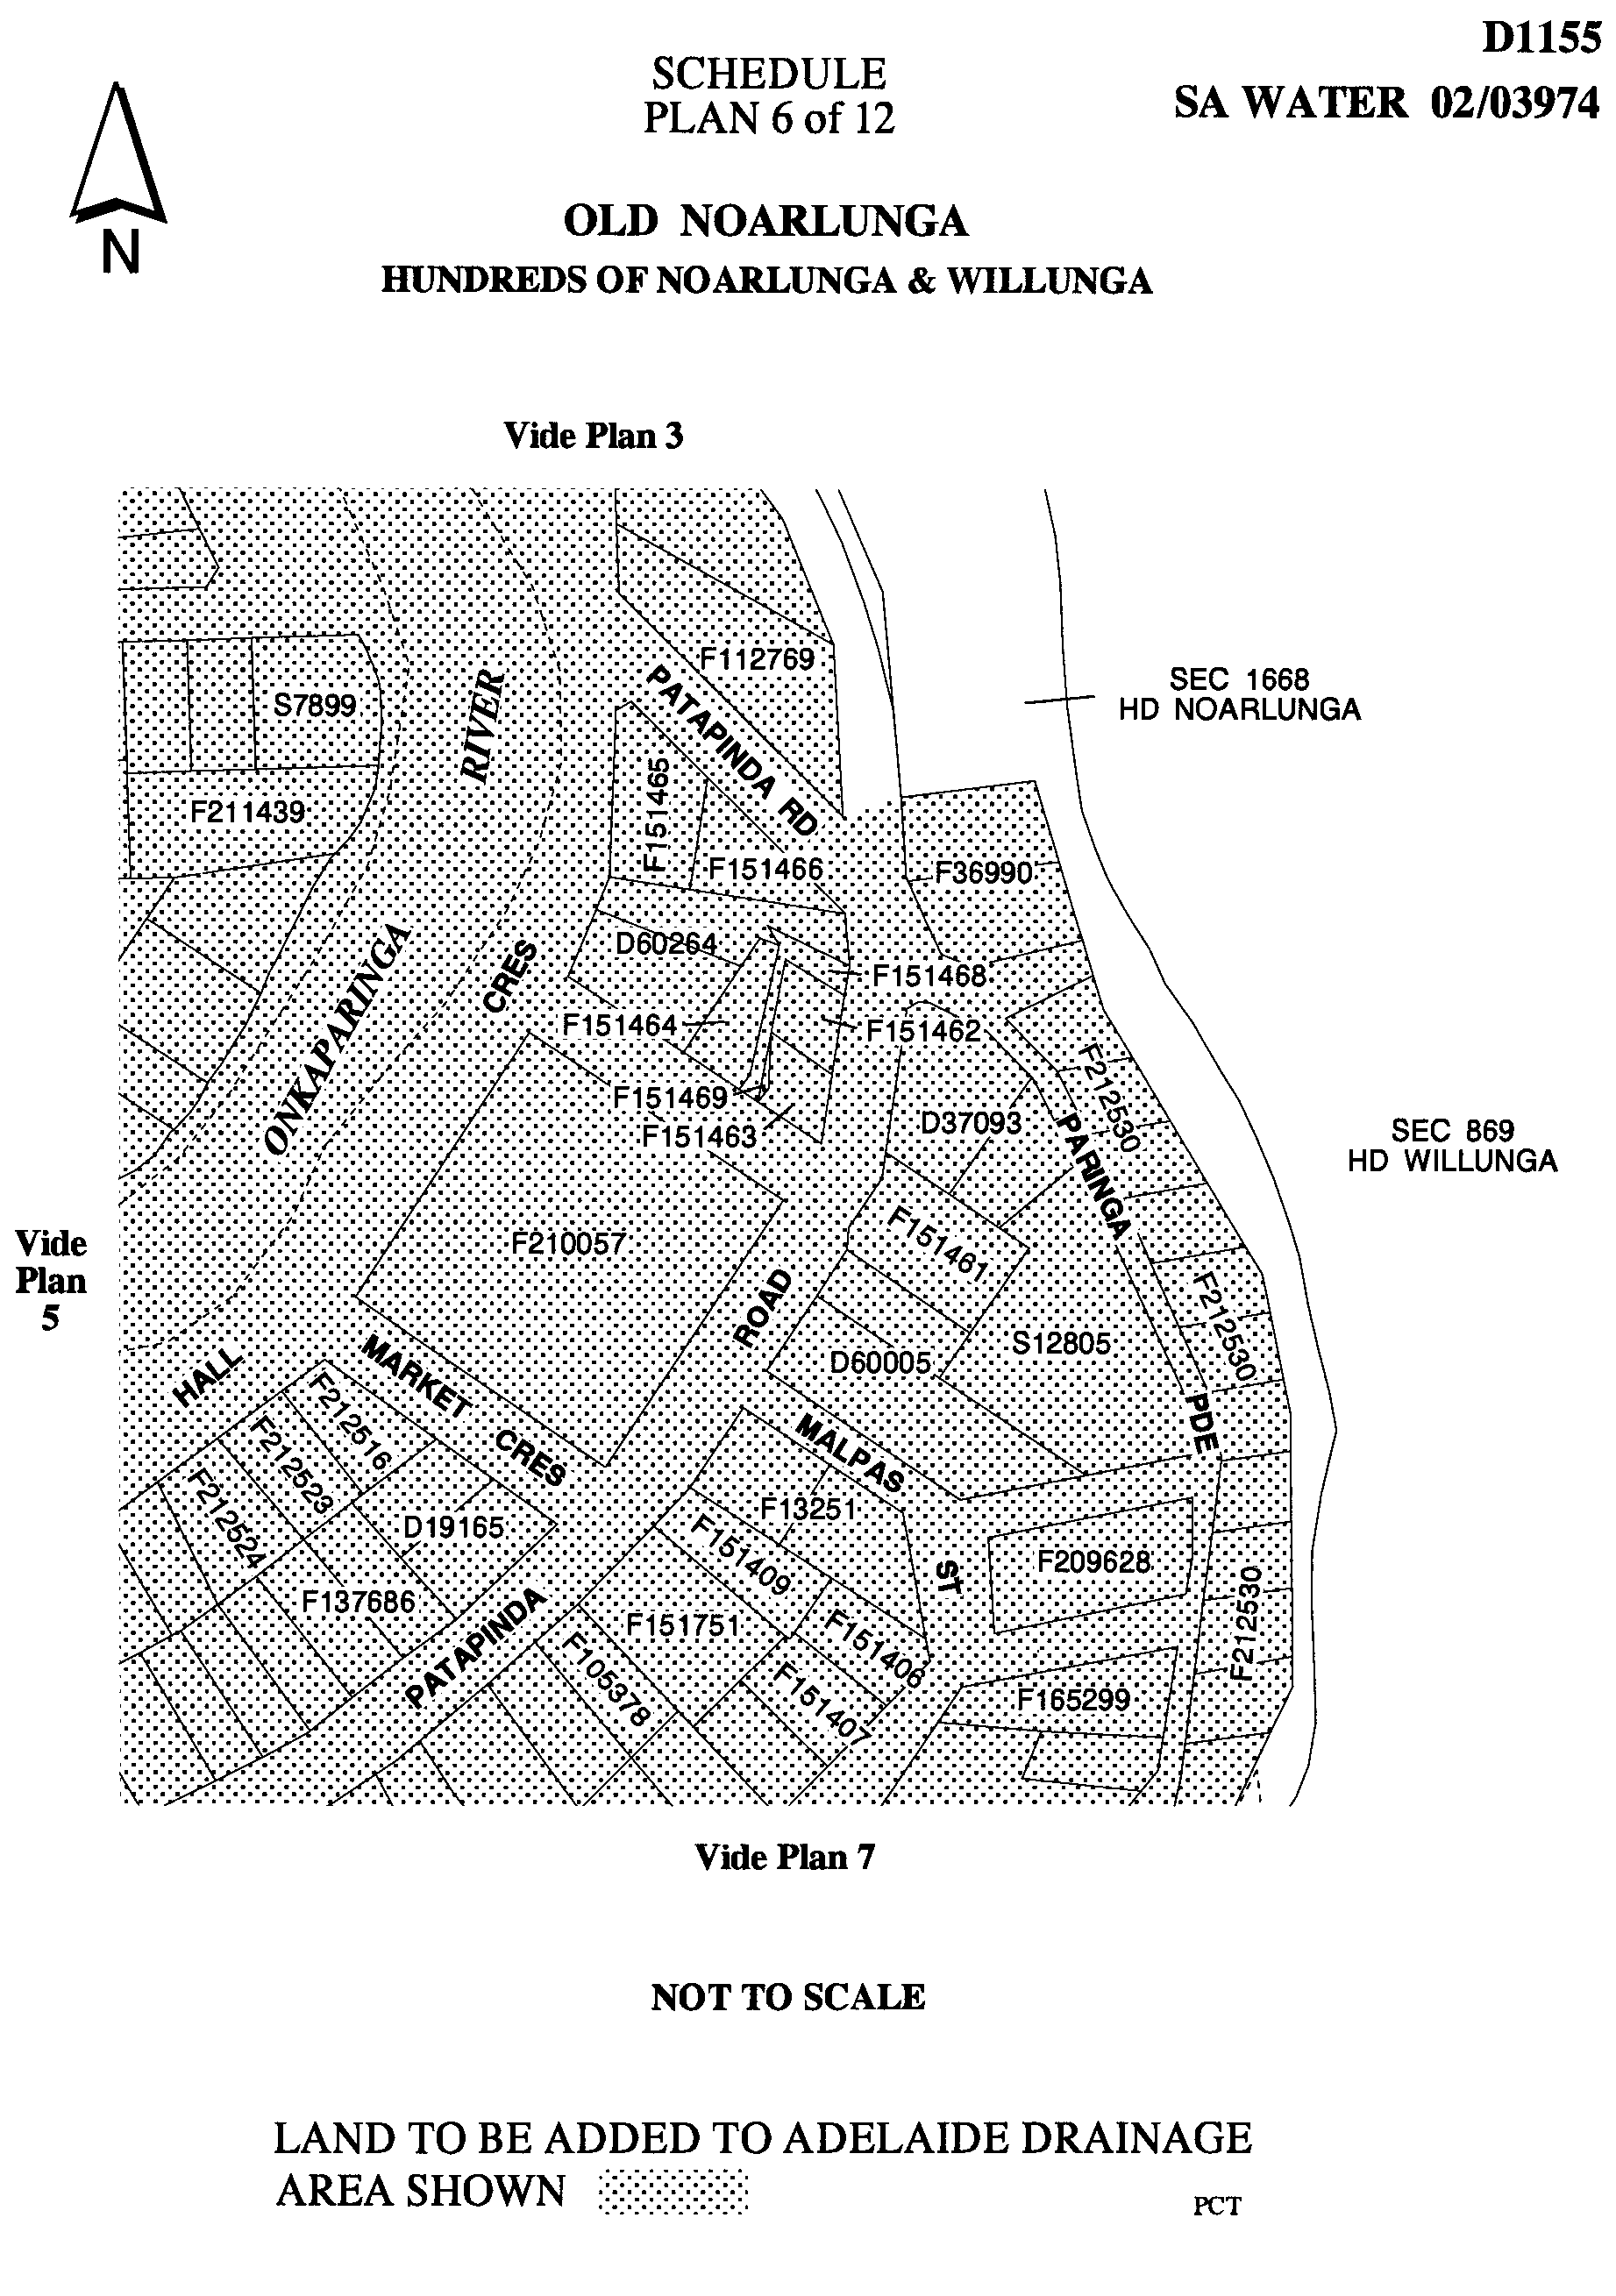 D1155
SCHEDULE
PLAN 6 of 12
SA WATER 02/03974
N
OLD NOARLUNGA
HUNDREDS OF NOARLUNGA & WILLUNGA
Vide Plan 3
F112769
PATAPINDA RD
SEC 1668
HD NOARLUNGA
S7899
RIVER
F211439
F151465
F151466
F36990
D60264
ONKAPARINGA
CRES
F151468
F151464
F151462
F212530
F151469
F151463
D37093
PARINGA
SEC 869
HD WILLUNGA
Vide
Plan
5
F210057
F151461
F212530
ROAD
S12805
D60005
HALL
MARKET CRES
F212516
F212523
F212524
MALPAS
PDE
D19165
F13251
F151409
ST
F209628
F137686
PATAPINDA
F151751
F151406
F212530
F105378
F151407
F165299
Vide Plan 7
NOT TO SCALE
LAND TO BE ADDED TO ADELAIDE DRAINAGE
AREA SHOWN
PCT